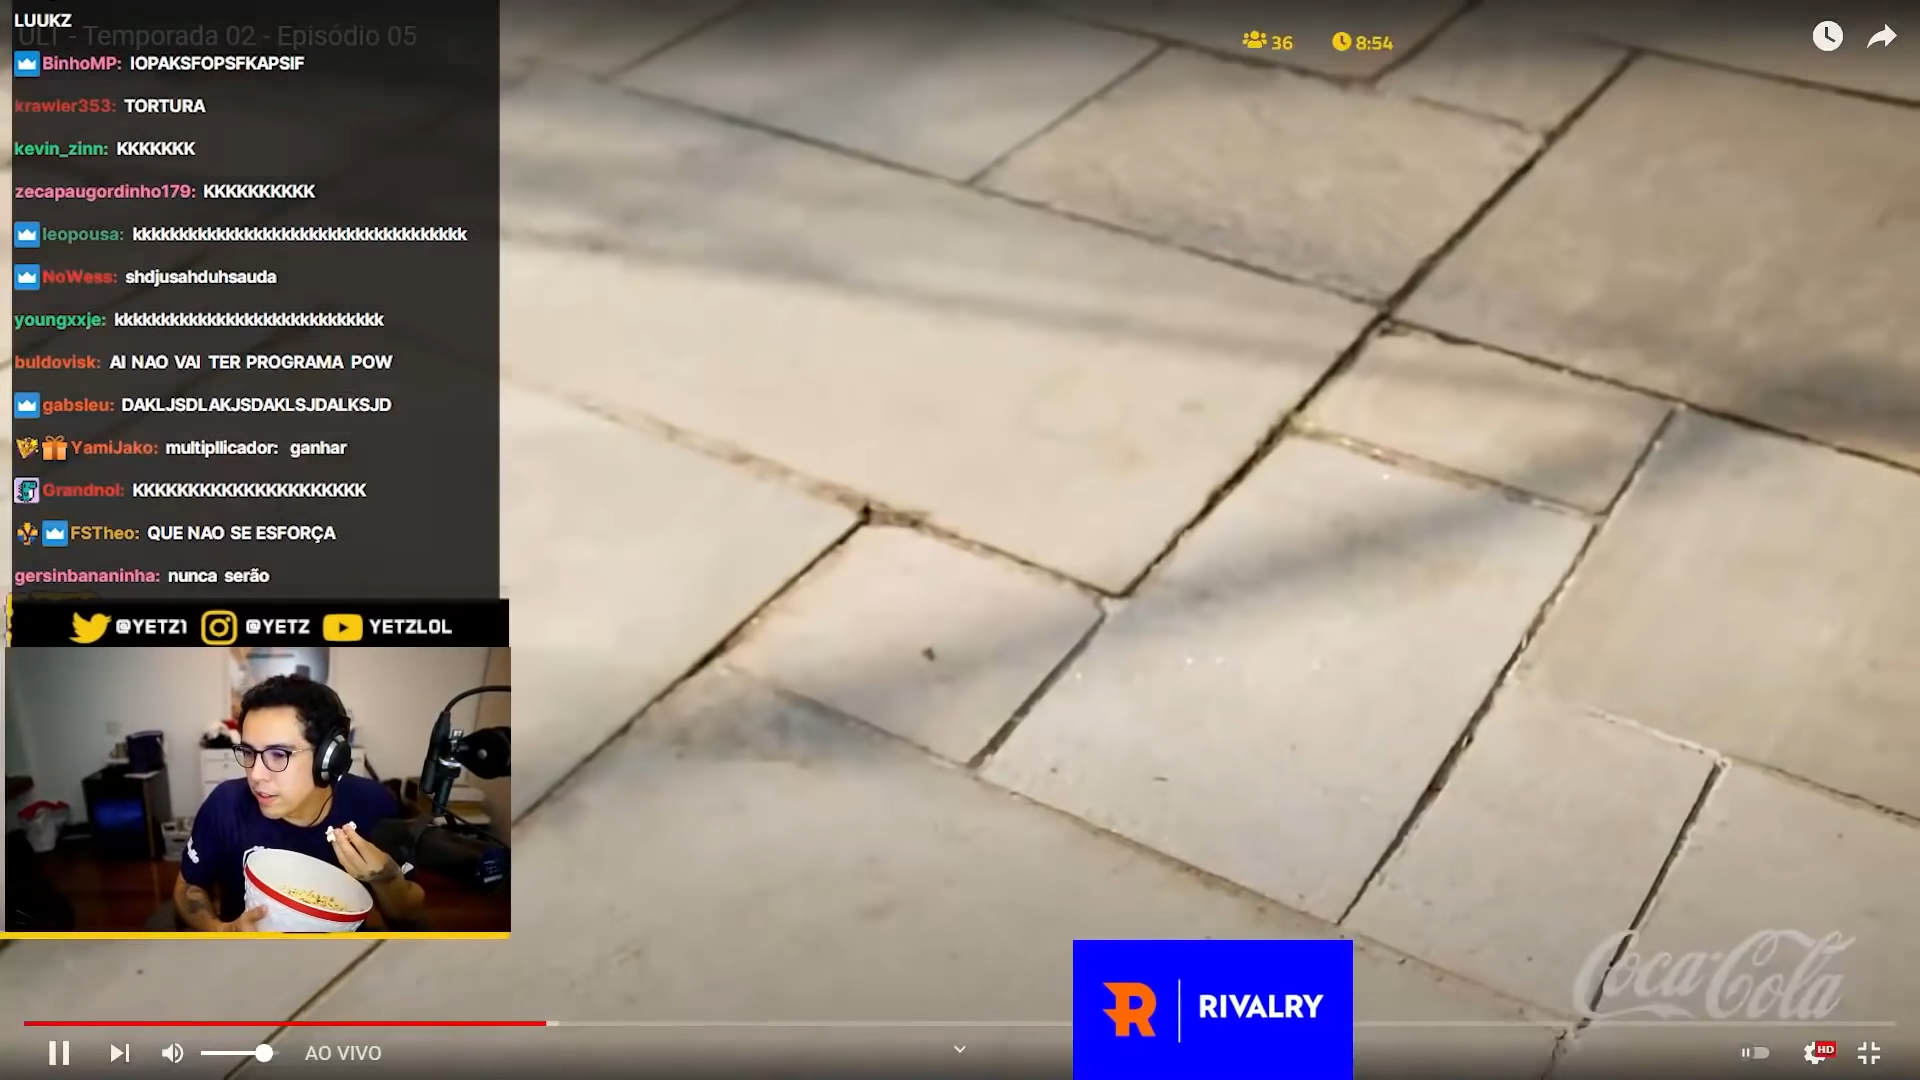 LUUKZ
ULT - Temporada 02 - Episódio 05
BinhoMP: IOPAKSFOPSFKAPSIF
krawler353: TORTURA
kevin_zinn: KKKKKKK
zecapaugordinho179: KKKKKKKKKK
leopousa: kkkkkkkkkkkkkkkkkkkkkkkkkkkkkkkkkkkk
NoWess: shdjusahduhsauda
youngxxje: kkkkkkkkkkkkkkkkkkkkkkkkkkkkk
buldovisk: AI NAO VAI TER PROGRAMA POW
gabsleu: DAKLJSDLAKJSDAKLSJDALKSJD
YamiJako: multipllicador: ganhar
Grandnol: KKKKKKKKKKKKKKKKKKKKK
FSTheo: QUE NAO SE ESFORÇA
gersinbananinha: nunca serão
@YETZ1 @YETZ YETZLOL
36 8:54
Coca-Cola
R RIVALRY
AO VIVO
HD